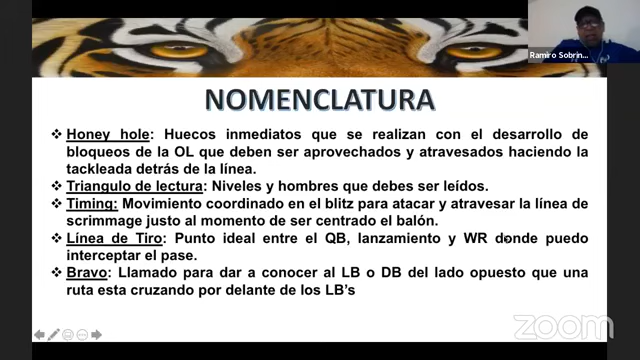 Ramiro Sobrin...
NOMENCLATURA
❖ Honey hole: Huecos inmediatos que se realizan con el desarrollo de
bloqueos de la OL que deben ser aprovechados y atravesados haciendo la
tackleada detrás de la línea.
❖ Triangulo de lectura: Niveles y hombres que debes ser leídos.
❖ Timing: Movimiento coordinado en el blitz para atacar y atravesar la línea de
scrimmage justo al momento de ser centrado el balón.
❖ Línea de Tiro: Punto ideal entre el QB, lanzamiento y WR donde puedo
interceptar el pase.
❖ Bravo: Llamado para dar a conocer al LB o DB del lado opuesto que una
ruta esta cruzando por delante de los LB's
zoom